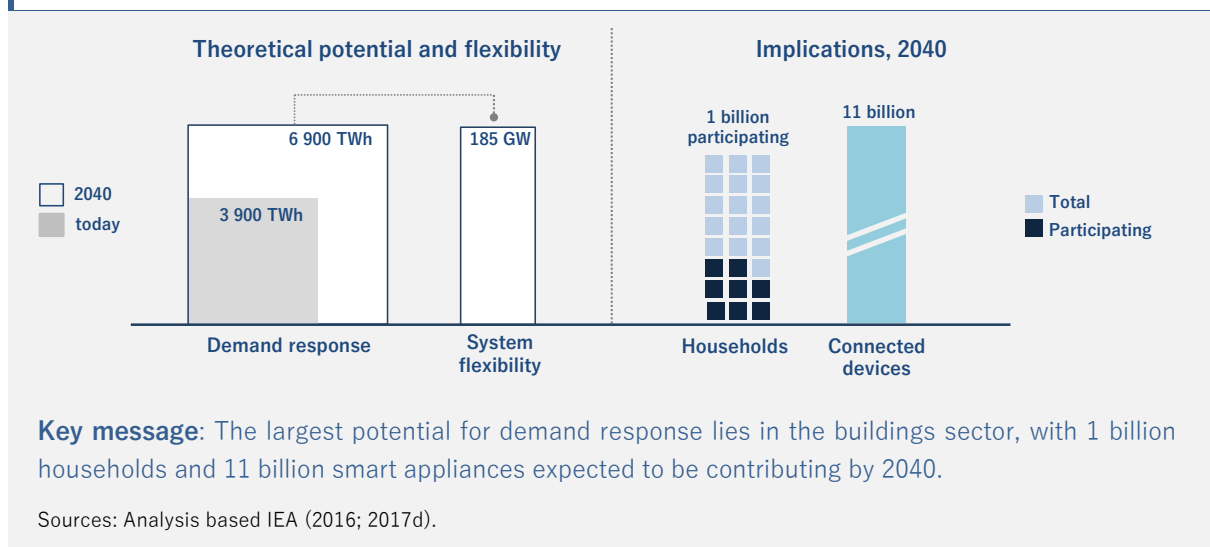 Theoretical potential and flexibility
Implications, 2040
6 900 TWh
185 GW
3 900 TWh
2040
today
1 billion
participating
11 billion
Total
Participating
Demand response
System
flexibility
Households
Connected
devices
Key message: The largest potential for demand response lies in the buildings sector, with 1 billion
households and 11 billion smart appliances expected to be contributing by 2040.
Sources: Analysis based IEA (2016; 2017d).